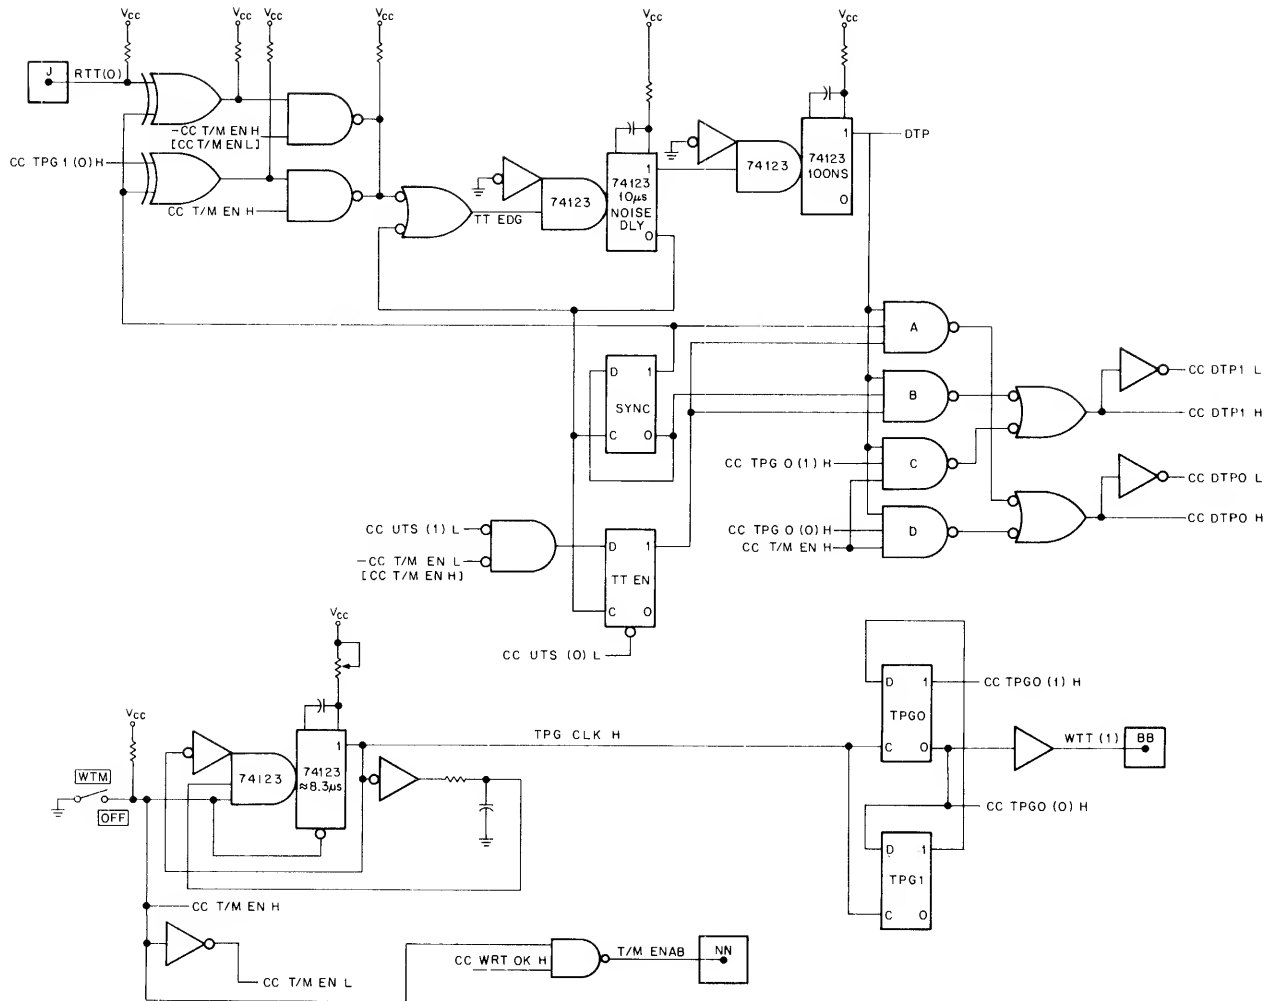 Vcc Vcc Vcc Vcc Vcc Vcc
J RTT(0)
-CC T/M EN H
[CC T/M EN L]
CC TPG 1 (0) H
CC T/M EN H
TT EDG
74123
74123
10µs
NOISE
DLY
1
0
74123
74123
100NS
1
0
DTP
A
B
C
D
D 1
SYNC
C 0
CC TPG 0 (1) H
CC TPG 0 (0) H
CC T/M EN H
CC DTP1 L
CC DTP1 H
CC DTP0 L
CC DTP0 H
CC UTS (1) L
-CC T/M EN L
[CC T/M EN H]
D 1
TT EN
C 0
CC UTS (0) L
Vcc
Vcc
WTM
OFF
74123
1
74123
≈8.3µs
TPG CLK H
D 1
TPG0
C 0
CC TPG0 (1) H
WTT (1) BB
CC TPG0 (0) H
D 1
TPG1
C 0
CC T/M EN H
CC T/M EN L
CC WRT OK H
T/M ENAB NN